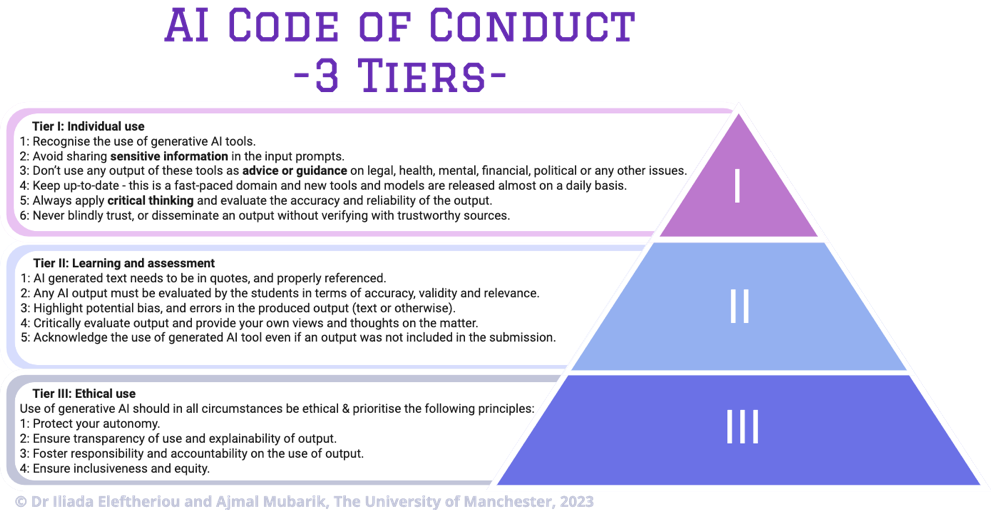 AI Code of Conduct
-3 Tiers-
Tier I: Individual use
1: Recognise the use of generative AI tools.
2: Avoid sharing sensitive information in the input prompts.
3: Don't use any output of these tools as advice or guidance on legal, health, mental, financial, political or any other issues.
4: Keep up-to-date - this is a fast-paced domain and new tools and models are released almost on a daily basis.
5: Always apply critical thinking and evaluate the accuracy and reliability of the output.
6: Never blindly trust, or disseminate an output without verifying with trustworthy sources.
I
Tier II: Learning and assessment
1: AI generated text needs to be in quotes, and properly referenced.
2: Any AI output must be evaluated by the students in terms of accuracy, validity and relevance.
3: Highlight potential bias, and errors in the produced output (text or otherwise).
4: Critically evaluate output and provide your own views and thoughts on the matter.
5: Acknowledge the use of generated AI tool even if an output was not included in the submission.
II
Tier III: Ethical use
Use of generative AI should in all circumstances be ethical & prioritise the following principles:
1: Protect your autonomy.
2: Ensure transparency of use and explainability of output.
3: Foster responsibility and accountability on the use of output.
4: Ensure inclusiveness and equity.
III
© Dr Iliada Eleftheriou and Ajmal Mubarik, The University of Manchester, 2023